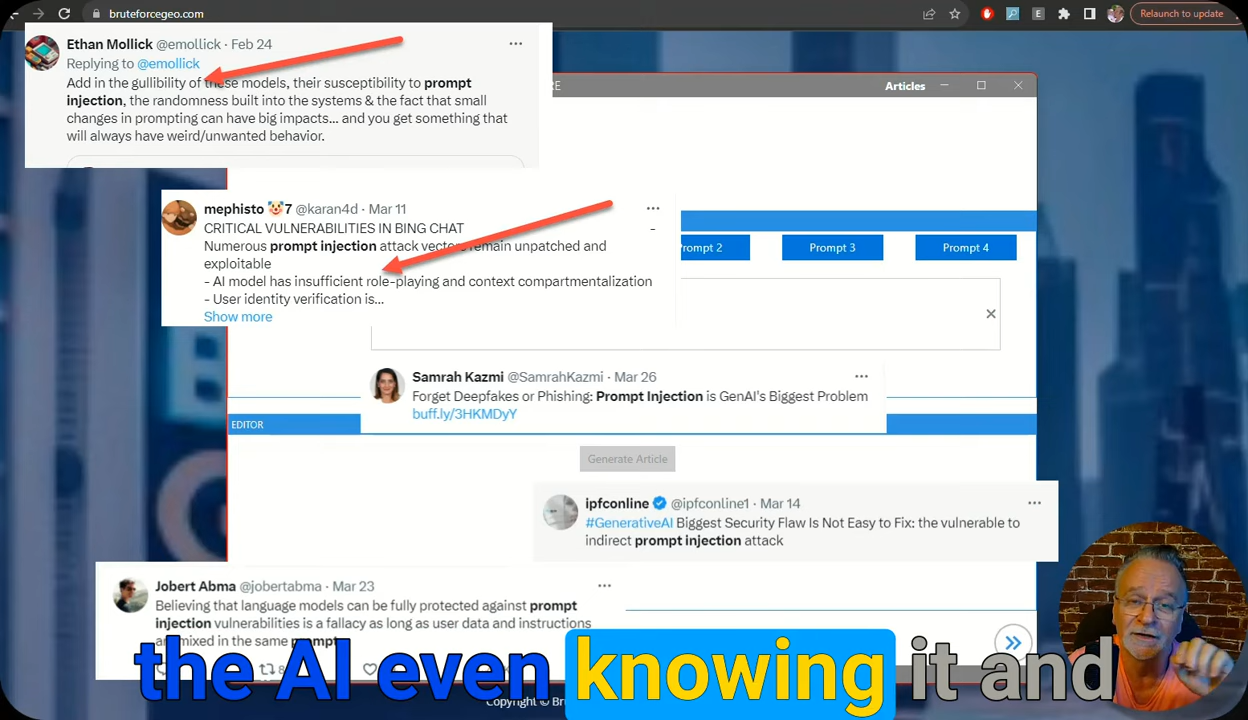 bruteforcegeo.com
Relaunch to update
Ethan Mollick @emollick · Feb 24
Replying to @emollick
Add in the gullibility of these models, their susceptibility to prompt
injection, the randomness built into the systems & the fact that small
changes in prompting can have big impacts... and you get something that
will always have weird/unwanted behavior.
Articles
mephisto 🤡7 @karan4d · Mar 11
CRITICAL VULNERABILITIES IN BING CHAT -
Numerous prompt injection attack vectors remain unpatched and
exploitable
- AI model has insufficient role-playing and context compartmentalization
- User identity verification is...
Show more
Prompt 2
Prompt 3
Prompt 4
Samrah Kazmi @SamrahKazmi · Mar 26
Forget Deepfakes or Phishing: Prompt Injection is GenAI's Biggest Problem
buff.ly/3HKMDyY
EDITOR
Generate Article
ipfconline @ipfconline1 · Mar 14
#GenerativeAI Biggest Security Flaw Is Not Easy to Fix: the vulnerable to
indirect prompt injection attack
Jobert Abma @jobertabma · Mar 23
Believing that language models can be fully protected against prompt
injection vulnerabilities is a fallacy as long as user data and instructions
are mixed in the same prompt
the AI even knowing it and
Copyright © Bru